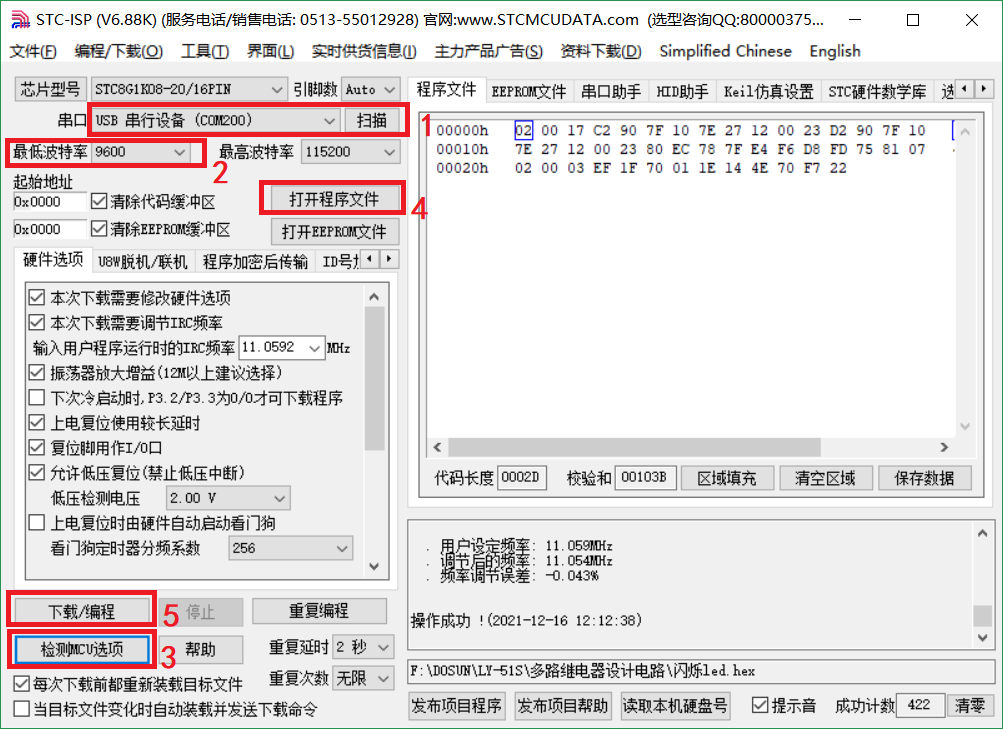 STC-ISP (V6.88K) (服务电话/销售电话: 0513-55012928) 官网:www.STCMCUDATA.com (选型咨询QQ:80000375...
文件(F) 编程/下载(O) 工具(T) 界面(L) 实时供货信息(I) 主力产品广告(S) 资料下载(D) Simplified Chinese English
芯片型号 STC8G1K08-20/16PIN 引脚数 Auto
串口 USB 串行设备 (COM200) 扫描 1
最低波特率 9600 2 最高波特率 115200
起始地址
0x0000 清除代码缓冲区 打开程序文件 4
0x0000 清除EEPROM缓冲区 打开EEPROM文件
硬件选项 U8W脱机/联机 程序加密后传输 ID号
本次下载需要修改硬件选项
本次下载需要调节IRC频率
输入用户程序运行时的IRC频率 11.0592 MHz
振荡器放大增益(12M以上建议选择)
下次冷启动时,P3.2/P3.3为0/0才可下载程序
上电复位使用较长延时
复位脚用作I/O口
允许低压复位(禁止低压中断)
低压检测电压 2.00 V
上电复位时由硬件自动启动看门狗
看门狗定时器分频系数 256
下载/编程 5 停止 重复编程
检测MCU选项 3 帮助 重复延时 2 秒
每次下载前都重新装载目标文件 重复次数 无限
当目标文件变化时自动装载并发送下载命令
程序文件 EEPROM文件 串口助手 HID助手 Keil仿真设置 STC硬件数学库 选
00000h 02 00 17 C2 90 7F 10 7E 27 12 00 23 D2 90 7F 10
00010h 7E 27 12 00 23 80 EC 78 7F E4 F6 D8 FD 75 81 07
00020h 02 00 03 EF 1F 70 01 1E 14 4E 70 F7 22
代码长度 002D 校验和 00103B 区域填充 清空区域 保存数据
. 用户设定频率: 11.059MHz
. 调节后的频率: 11.054MHz
. 频率调节误差: -0.043%
操作成功 !(2021-12-16 12:12:38)
F:\DOSUN\LY-51S\多路继电器设计电路\闪烁led.hex
发布项目程序 发布项目帮助 读取本机硬盘号 提示音 成功计数 422 清零